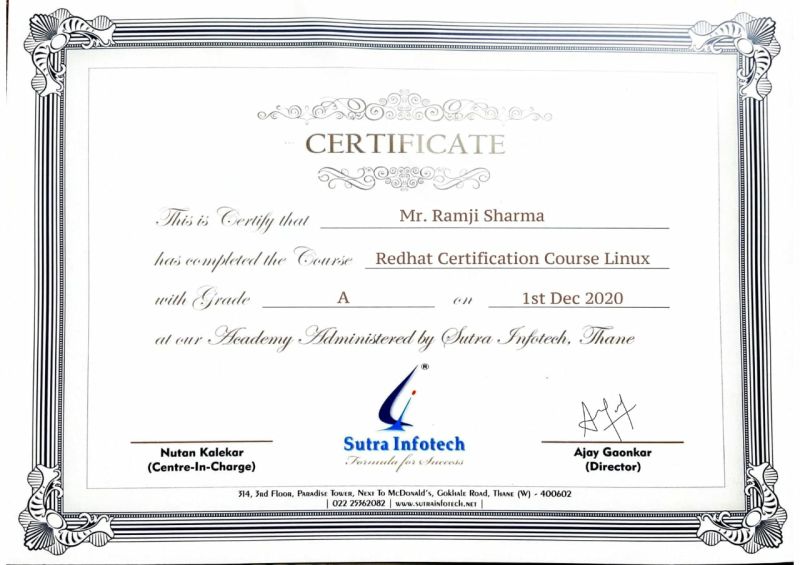 CERTIFICATE
This is Certify that Mr. Ramji Sharma
has completed the Course Redhat Certification Course Linux
with Grade A on 1st Dec 2020
at our Academy Administered by Sutra Infotech, Thane
®
Sutra Infotech
Formula for Success
Nutan Kalekar
(Centre-In-Charge)
Ajay Gaonkar
(Director)
314, 3rd Floor, Paradise Tower, Next To McDonald's, Gokhale Road, Thane (W) - 400602
| 022 25362082 | www.sutrainfotech.net |